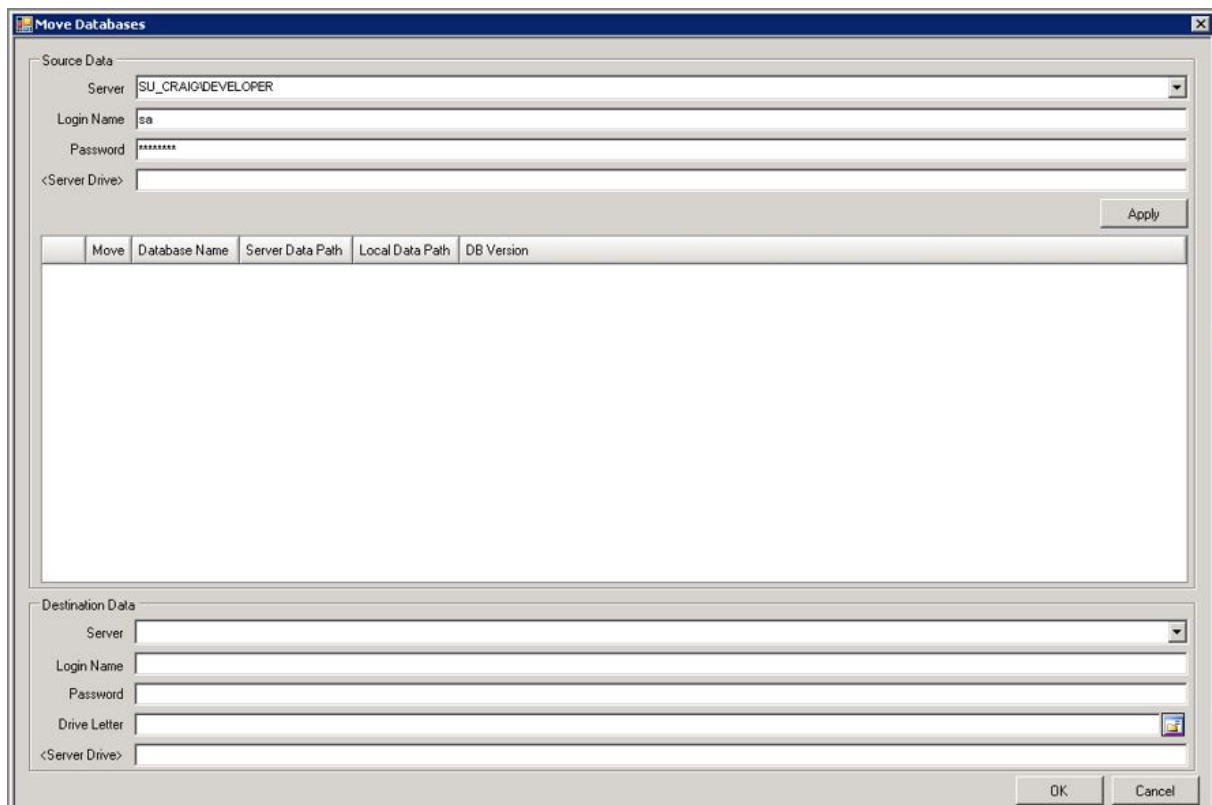 Move Databases
Source Data
Server SU_CRAIG\DEVELOPER
Login Name sa
Password ********
<Server Drive>
Apply
Move Database Name Server Data Path Local Data Path DB Version
Destination Data
Server
Login Name
Password
Drive Letter
<Server Drive>
OK Cancel